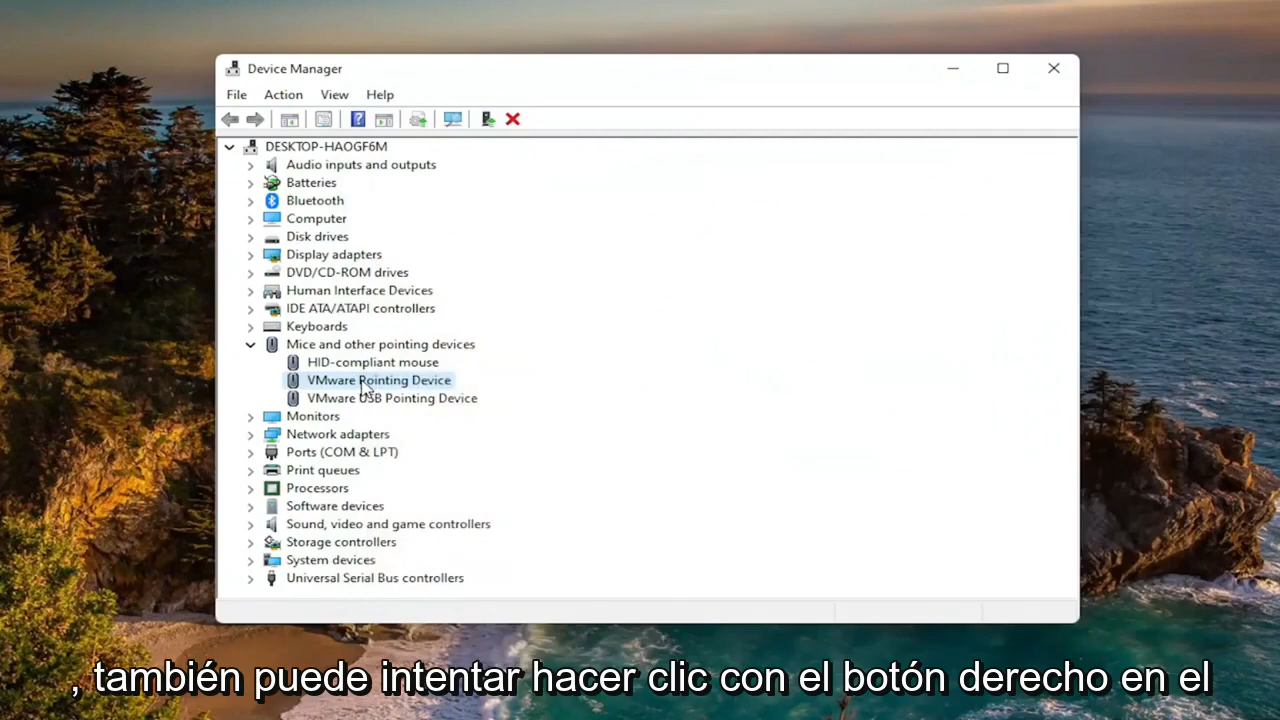 Device Manager
File Action View Help
DESKTOP-HAOGF6M
Audio inputs and outputs
Batteries
Bluetooth
Computer
Disk drives
Display adapters
DVD/CD-ROM drives
Human Interface Devices
IDE ATA/ATAPI controllers
Keyboards
Mice and other pointing devices
HID-compliant mouse
VMware Pointing Device
VMware USB Pointing Device
Monitors
Network adapters
Ports (COM & LPT)
Print queues
Processors
Software devices
Sound, video and game controllers
Storage controllers
System devices
Universal Serial Bus controllers
, también puede intentar hacer clic con el botón derecho en el